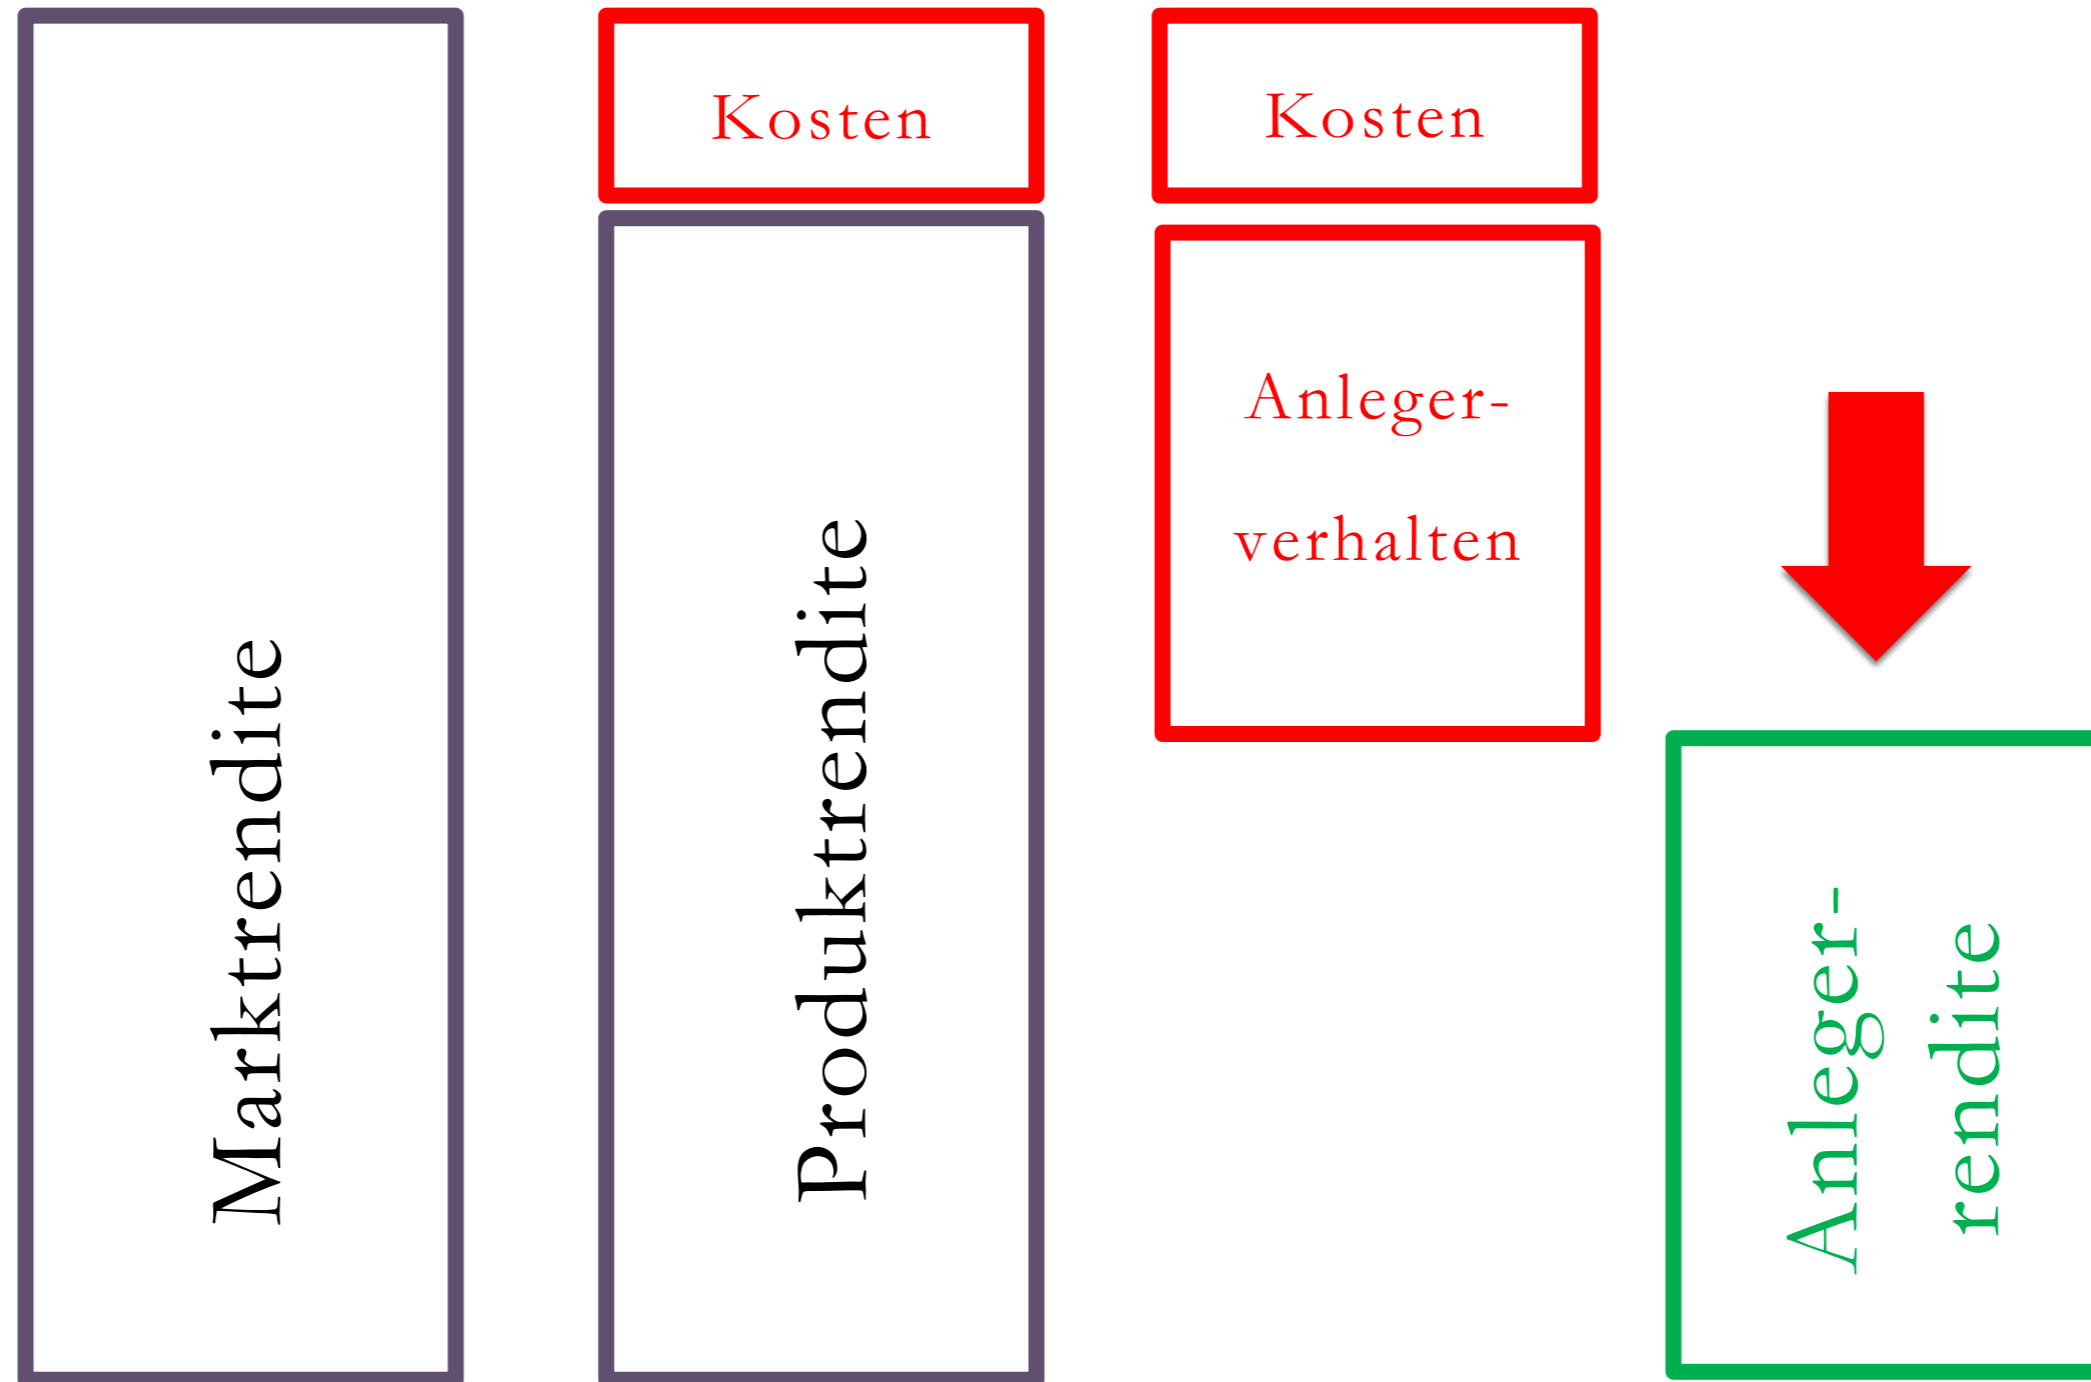 Marktrendite
Kosten
Produktrendite
Kosten
Anleger-
verhalten
Anleger-
rendite